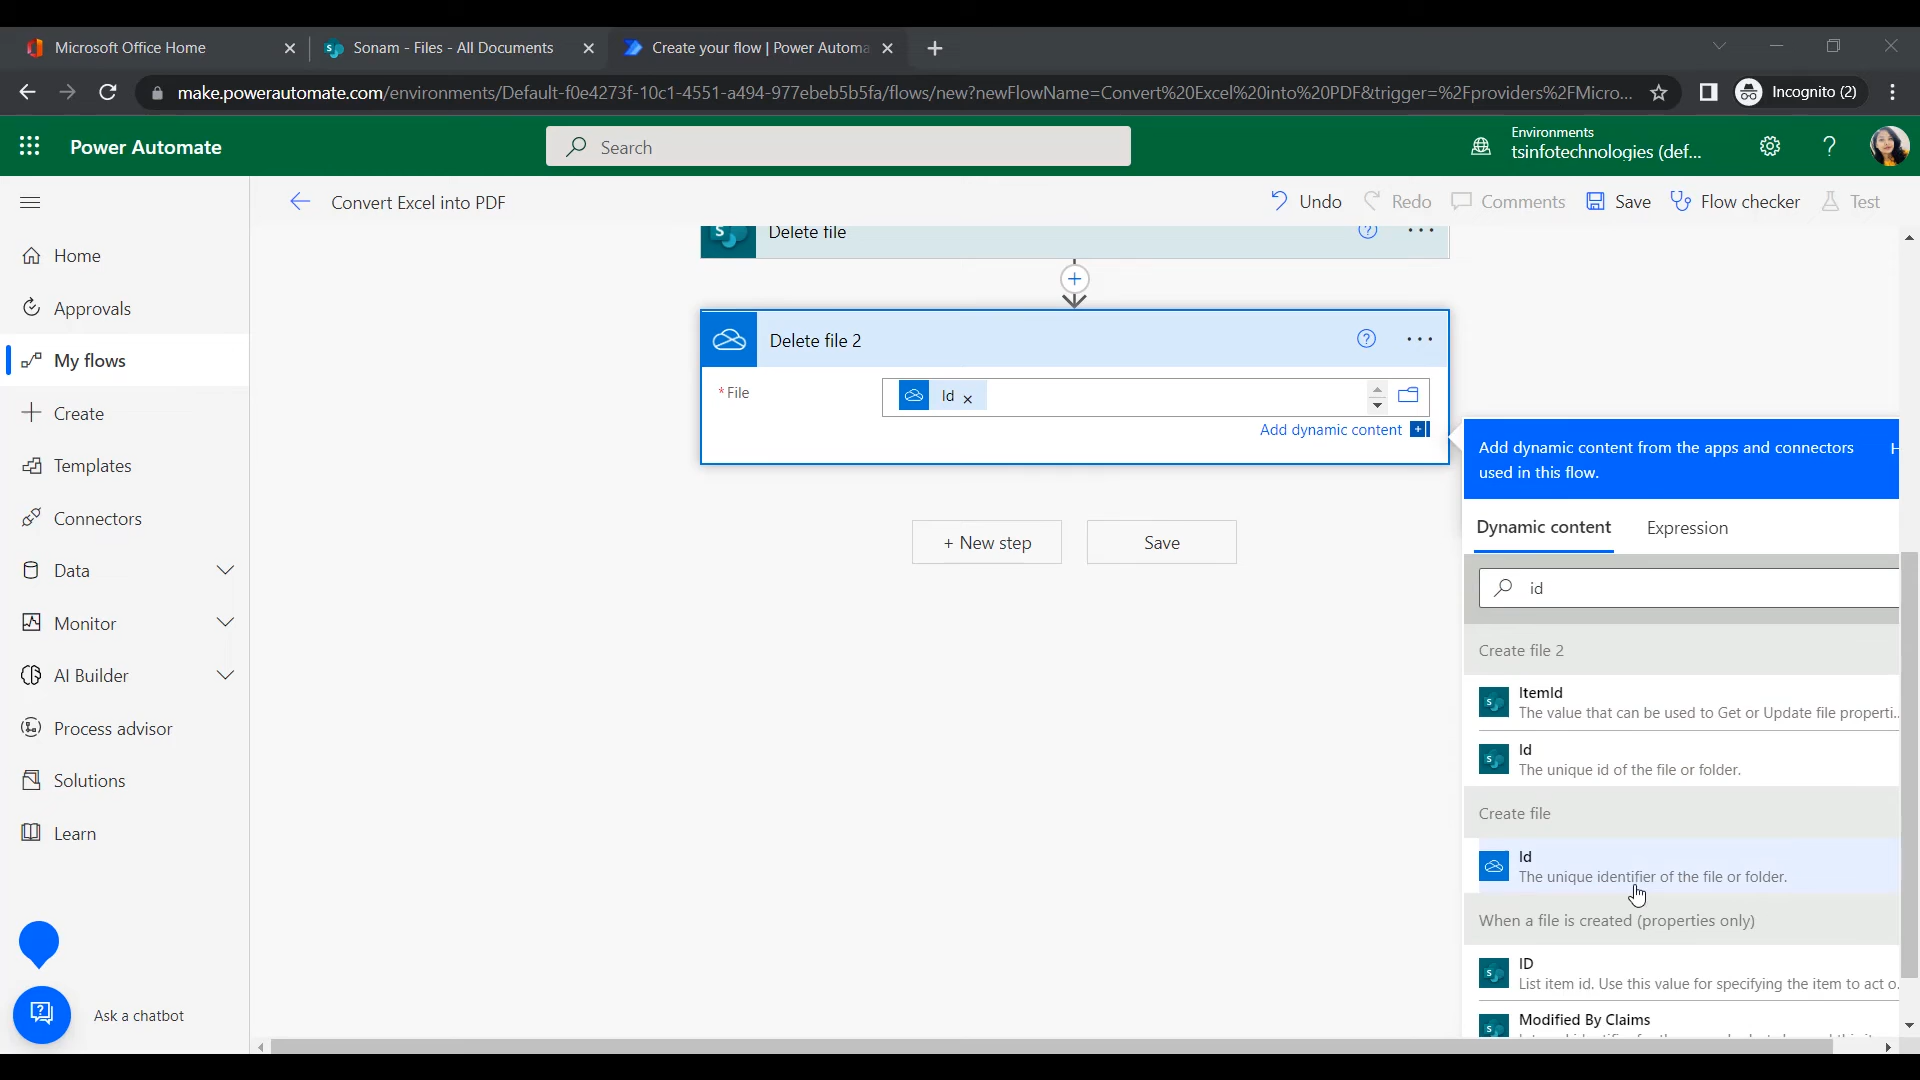 Microsoft Office Home
Sonam - Files - All Documents
Create your flow | Power Automa
make.powerautomate.com/environments/Default-f0e4273f-10c1-4551-a494-977ebeb5b5fa/flows/new?newFlowName=Convert%20Excel%20into%20PDF&trigger=%2Fproviders%2FMicro...
Incognito (2)
Power Automate
Search
Environments
tsinfotechnologies (def...
Convert Excel into PDF
Undo
Redo
Comments
Save
Flow checker
Test
Home
Approvals
My flows
Create
Templates
Connectors
Data
Monitor
AI Builder
Process advisor
Solutions
Learn
Ask a chatbot
Delete file
Delete file 2
* File
Id
Add dynamic content
+ New step
Save
Add dynamic content from the apps and connectors
used in this flow.
Dynamic content
Expression
id
Create file 2
ItemId
The value that can be used to Get or Update file properti...
Id
The unique id of the file or folder.
Create file
Id
The unique identifier of the file or folder.
When a file is created (properties only)
ID
List item id. Use this value for specifying the item to act o...
Modified By Claims